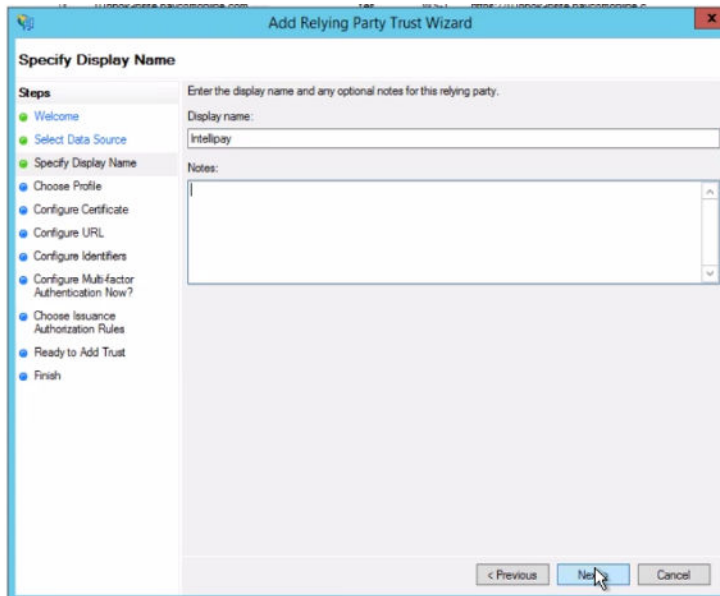 Add Relying Party Trust Wizard
x
Specify Display Name
Steps
Welcome
Select Data Source
Specify Display Name
Choose Profile
Configure Certificate
Configure URL
Configure Identifiers
Configure Multi-factor
Authentication Now?
Choose Issuance
Authorization Rules
Ready to Add Trust
Finish
Enter the display name and any optional notes for this relying party.
Display name:
Intellipay
Notes:
< Previous
Cancel